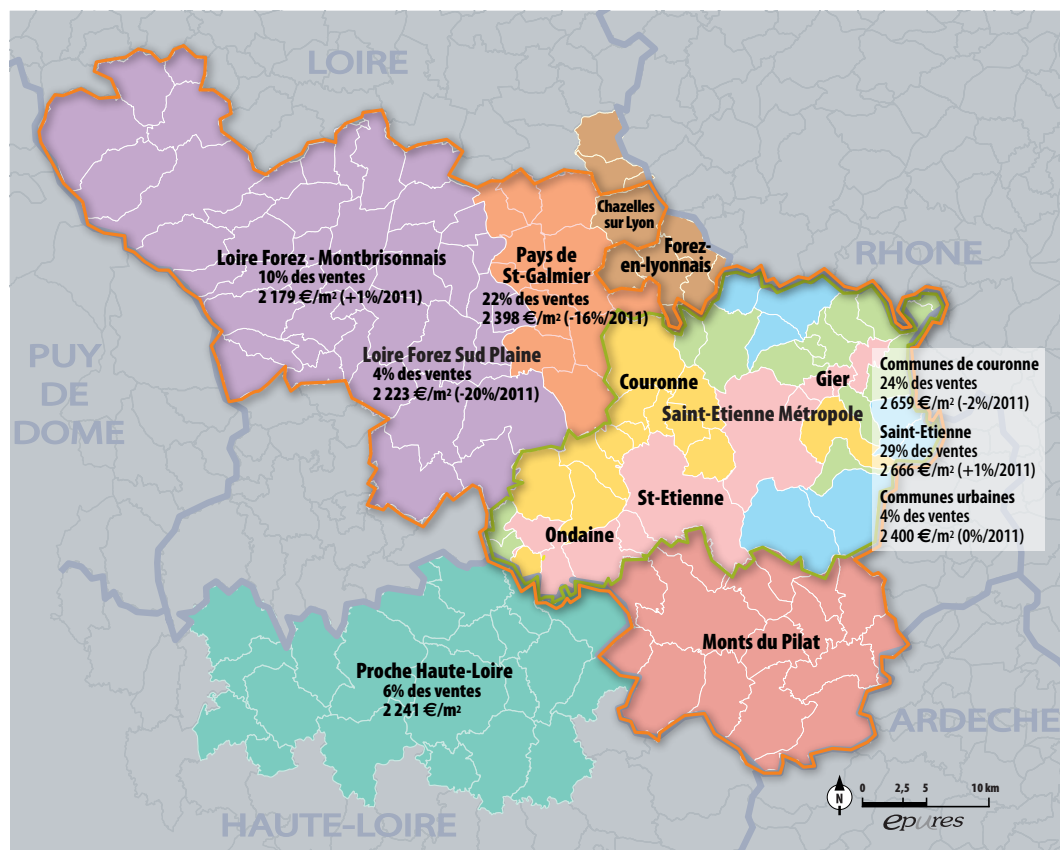 LOIRE
Chazelles
sur Lyon
Forez-
en-lyonnais
RHONE
Loire Forez - Montbrisonnais
10% des ventes
2 179 €/m² (+1%/2011)
Pays de
St-Galmier
22% des ventes
2 398 €/m² (-16%/2011)
PUY
DE
DOME
Loire Forez Sud Plaine
4% des ventes
2 223 €/m² (-20%/2011)
Couronne
Gier
Saint-Etienne Métropole
Communes de couronne
24% des ventes
2 659 €/m² (-2%/2011)
Saint-Etienne
29% des ventes
2 666 €/m² (+1%/2011)
Communes urbaines
4% des ventes
2 400 €/m² (0%/2011)
St-Etienne
Ondaine
Monts du Pilat
Proche Haute-Loire
6% des ventes
2 241 €/m²
ARDECHE
HAUTE-LOIRE
N
0 2,5 5 10 km
epures